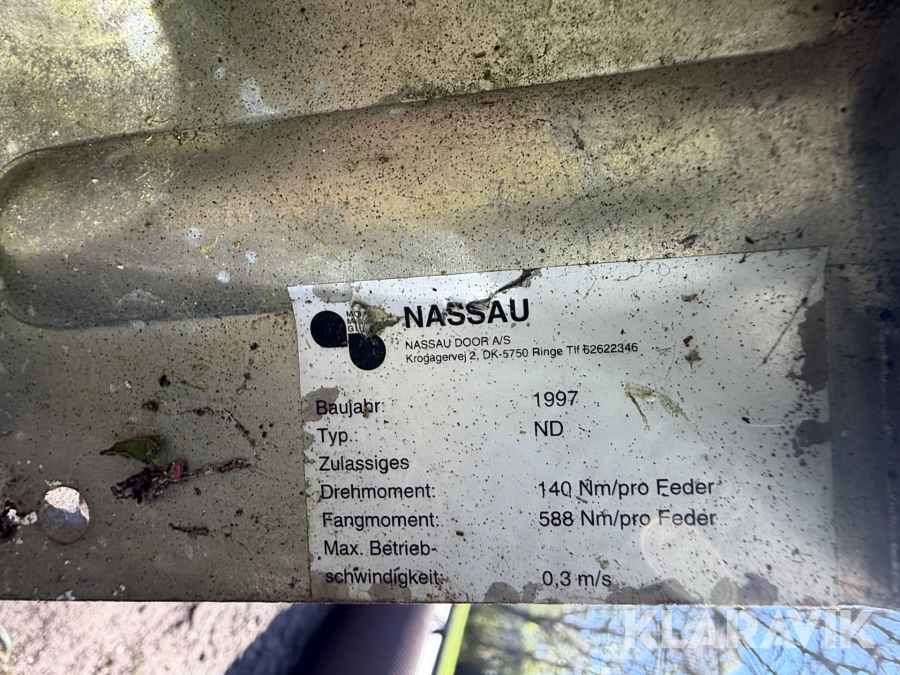 NASSAU
NASSAU DOOR A/S
Krogagervej 2, DK-5750 Ringe Tlf 62622346
Baujahr: 1997
Typ.: ND
Zulassiges
Drehmoment: 140 Nm/pro Feder
Fangmoment: 588 Nm/pro Feder
Max. Betrieb-
schwindigkeit: 0,3 m/s
KLARAVIK